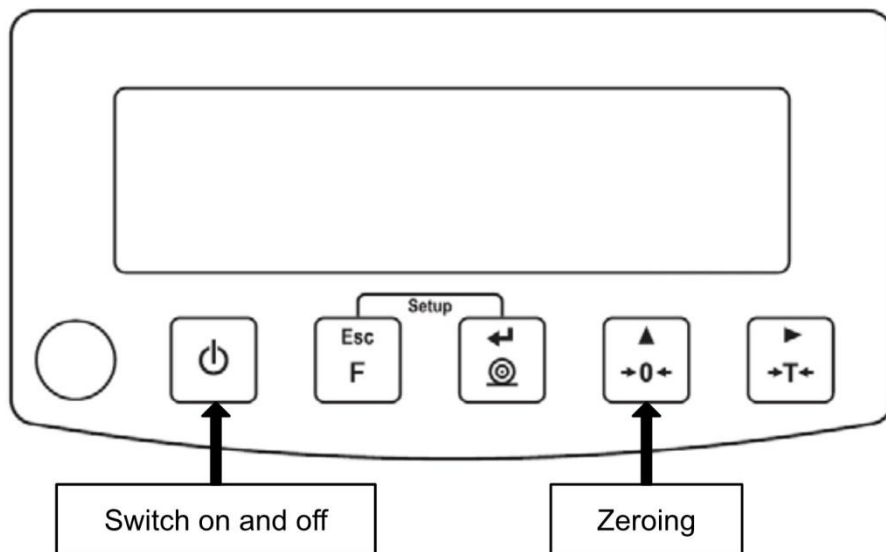 Setup
Esc
F
→0←
→T←
Switch on and off
Zeroing